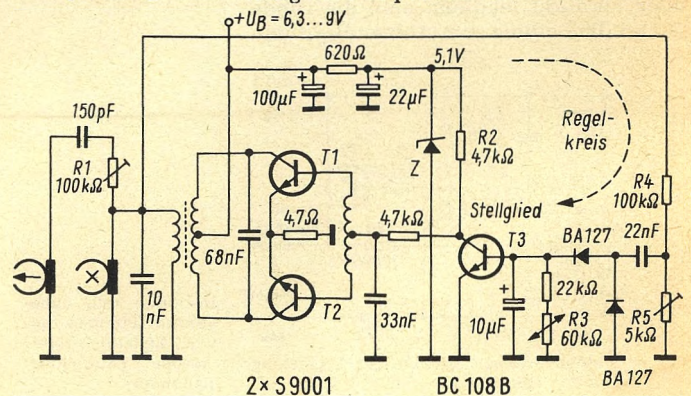 +U_B = 6,3...9V
620Ω
5,1V
+
100µF
+
22µF
150pF
R1
100kΩ
T1
Z
R2
4,7kΩ
Regel-
kreis
R4
100kΩ
4,7Ω
4,7kΩ
Stellglied
T3
BA127
22nF
68nF
10
nF
T2
33nF
+
10µF
22kΩ
R3
60kΩ
R5
5kΩ
BA127
2× S9001
BC 108 B